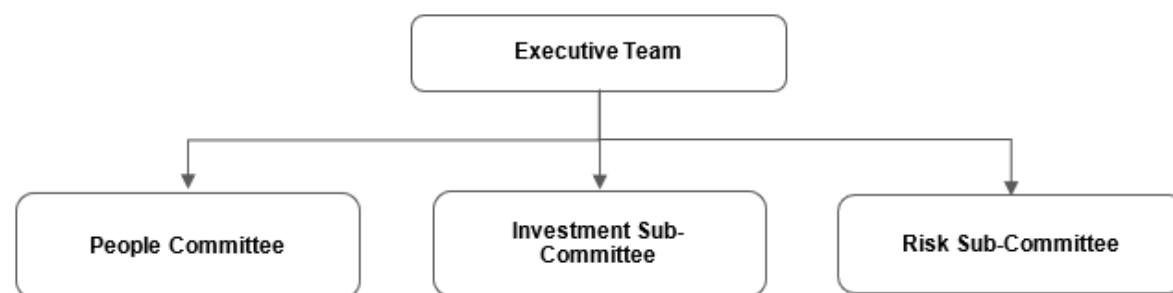 Executive Team
People Committee
Investment Sub-
Committee
Risk Sub-Committee